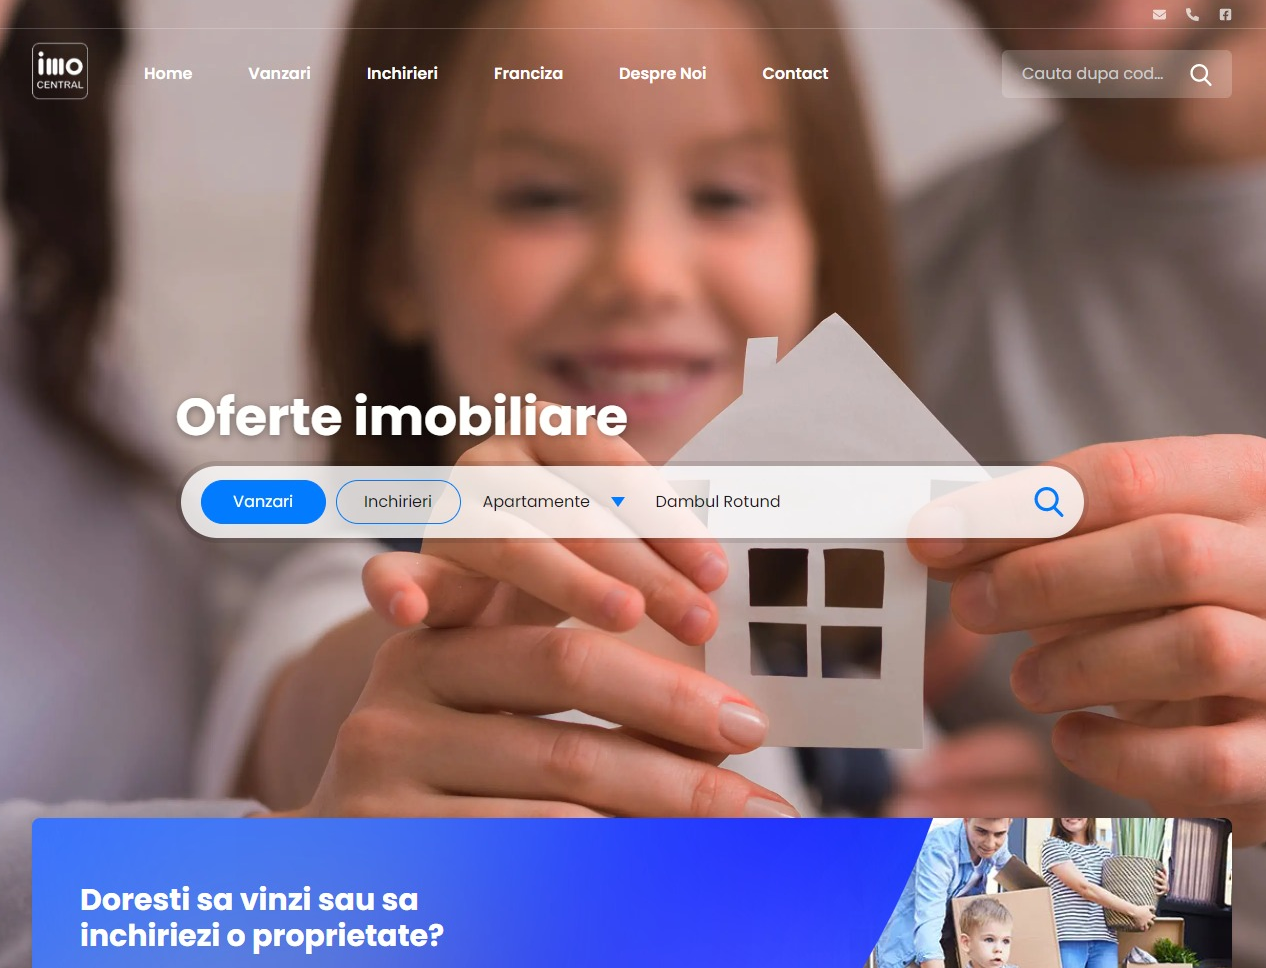 imo
CENTRAL
Home
Vanzari
Inchirieri
Franciza
Despre Noi
Contact
Cauta dupa cod...
Oferte imobiliare
Vanzari
Inchirieri
Apartamente
Dambul Rotund
Doresti sa vinzi sau sa
inchiriezi o proprietate?